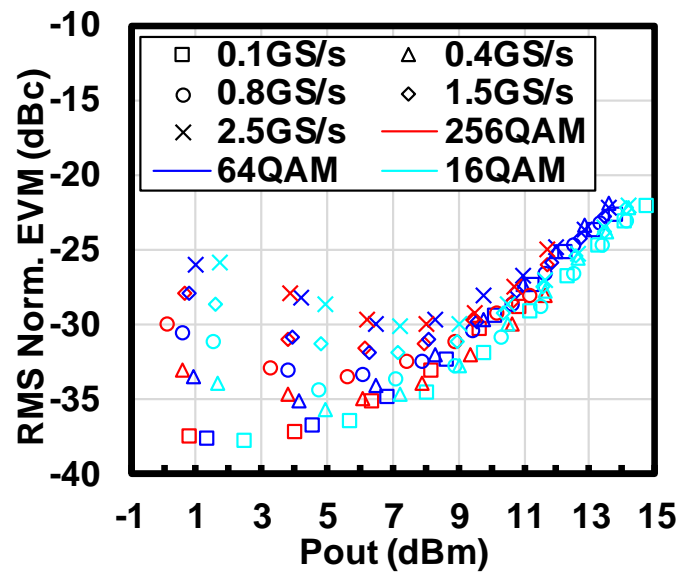 -10
-15
-20
-25
-30
-35
-40
RMS Norm. EVM (dBc)
0.1GS/s 0.4GS/s
0.8GS/s 1.5GS/s
2.5GS/s 256QAM
64QAM 16QAM
-1 1 3 5 7 9 11 13 15
Pout (dBm)